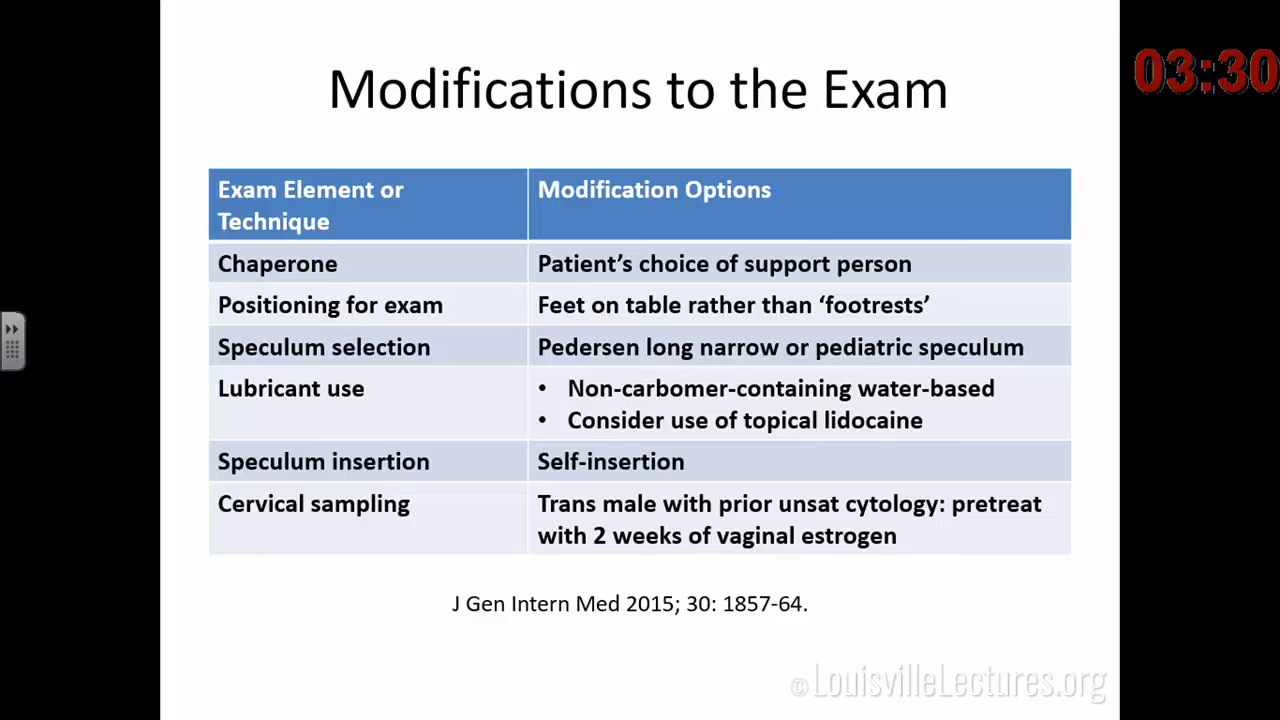 03:30
Modifications to the Exam
Exam Element or
Technique
Modification Options
Chaperone
Patient’s choice of support person
Positioning for exam
Feet on table rather than ‘footrests’
Speculum selection
Pedersen long narrow or pediatric speculum
Lubricant use
• Non-carbomer-containing water-based
• Consider use of topical lidocaine
Speculum insertion
Self-insertion
Cervical sampling
Trans male with prior unsat cytology: pretreat
with 2 weeks of vaginal estrogen
J Gen Intern Med 2015; 30: 1857-64.
©LouisvilleLectures.org